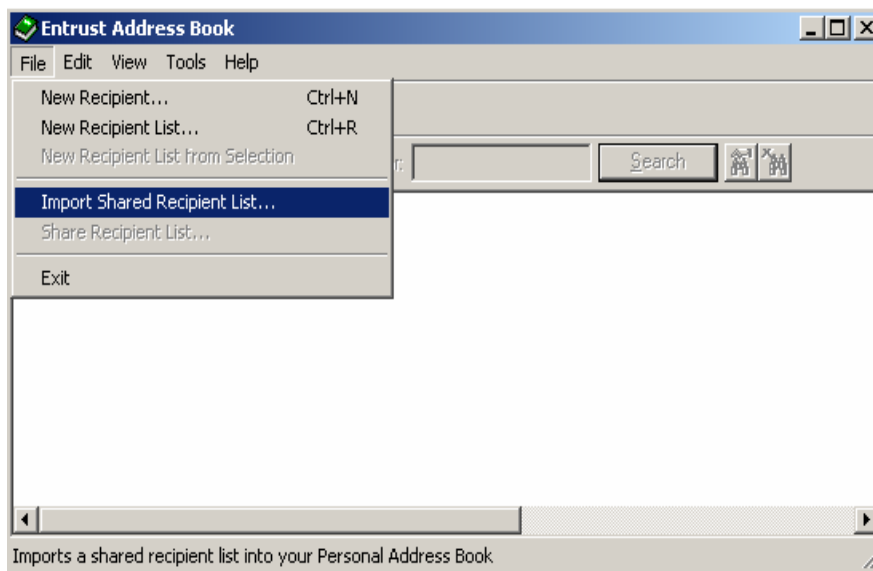 Entrust Address Book
File Edit View Tools Help
New Recipient... Ctrl+N
New Recipient List... Ctrl+R
New Recipient List from Selection
r: Search
Import Shared Recipient List...
Share Recipient List...
Exit
Imports a shared recipient list into your Personal Address Book